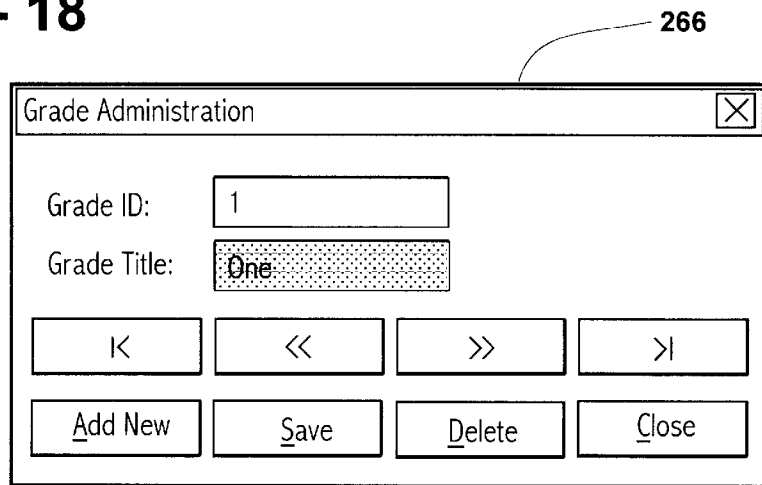 - 18
266
Grade Administration
Grade ID: 1
Grade Title: One
|< << >> >|
Add New Save Delete Close